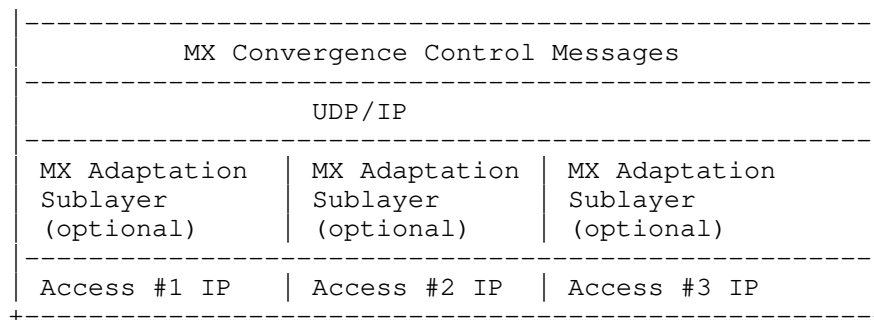 |-----------------------------------------------------
|          MX Convergence Control Messages
|-----------------------------------------------------
|                  UDP/IP
|-----------------------------------------------------
| MX Adaptation  | MX Adaptation | MX Adaptation
| Sublayer       | Sublayer      | Sublayer
| (optional)     | (optional)    | (optional)
|-----------------------------------------------------
| Access #1 IP   | Access #2 IP  | Access #3 IP
+-----------------------------------------------------